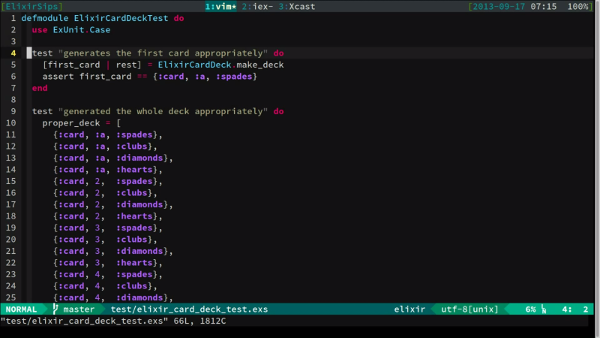 [ElixirSips] 1:vim* 2:iex- 3:Xcast [2013-09-17 07:15 100%]
1 defmodule ElixirCardDeckTest do
2   use ExUnit.Case
3
4   test "generates the first card appropriately" do
5     [first_card | rest] = ElixirCardDeck.make_deck
6     assert first_card == {:card, :a, :spades}
7   end
8
9   test "generated the whole deck appropriately" do
10     proper_deck = [
11       {:card, :a, :spades},
12       {:card, :a, :clubs},
13       {:card, :a, :diamonds},
14       {:card, :a, :hearts},
15       {:card, 2,  :spades},
16       {:card, 2,  :clubs},
17       {:card, 2,  :diamonds},
18       {:card, 2,  :hearts},
19       {:card, 3,  :spades},
20       {:card, 3,  :clubs},
21       {:card, 3,  :diamonds},
22       {:card, 3,  :hearts},
23       {:card, 4,  :spades},
24       {:card, 4,  :clubs},
25       {:card, 4,  :diamonds},
NORMAL master test/elixir_card_deck_test.exs elixir utf-8[unix] 6% 4: 2
"test/elixir_card_deck_test.exs" 66L, 1812C